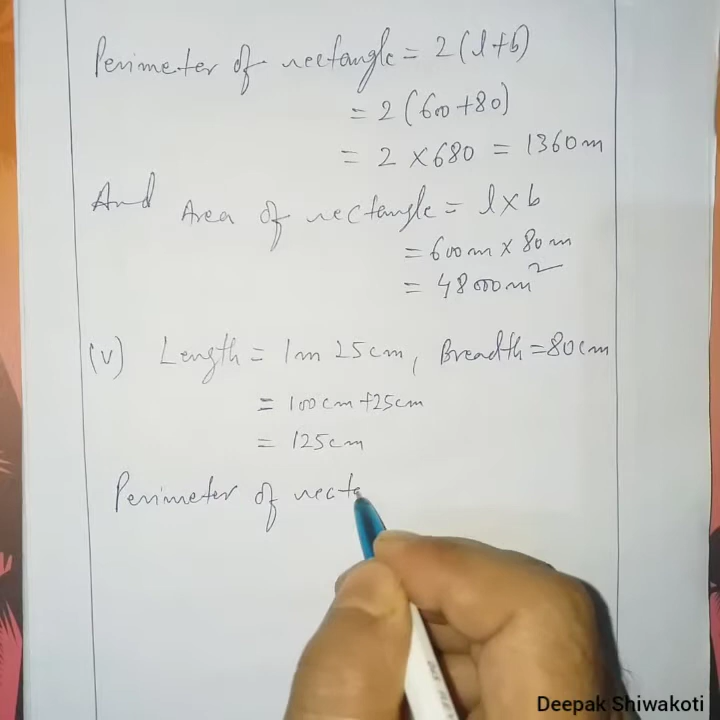 Perimeter of rectangle = 2(l+b)
= 2(600+80)
= 2 × 680 = 1360m
And Area of rectangle = l × b
= 600m × 80m
= 48000m²
(v) Length = 1m 25cm, Breadth = 80cm
= 100cm + 25cm
= 125cm
Perimeter of recta
Deepak Shiwakoti